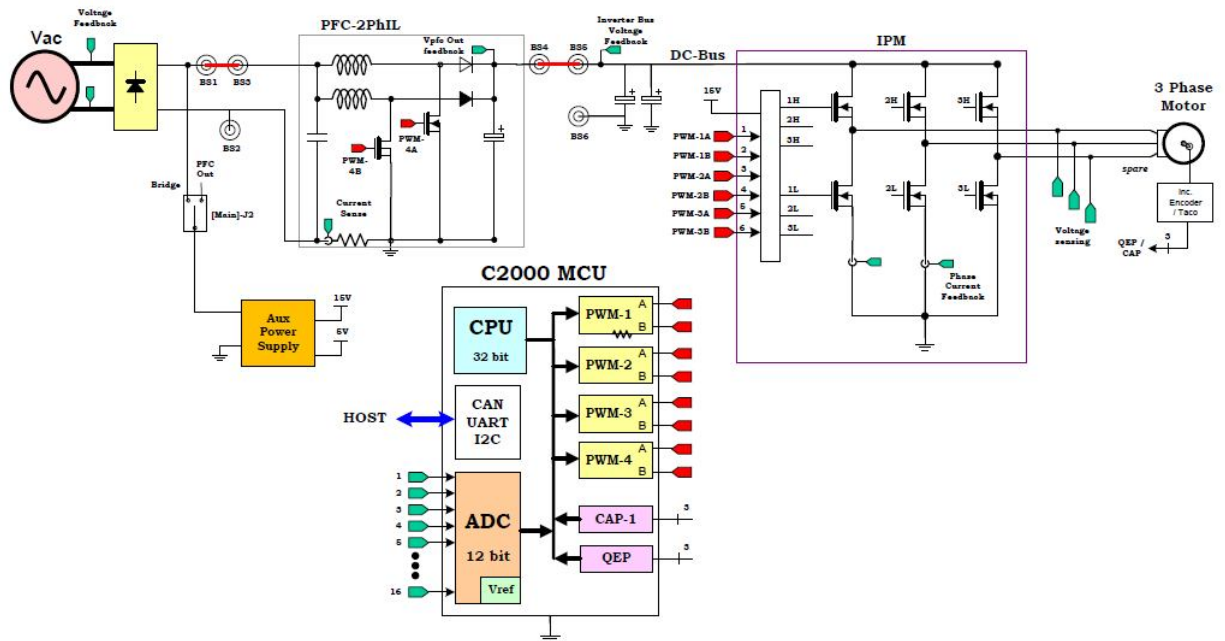 Voltage
Feedback
Vac
BS1
BS3
BS2
PFC
Out
Bridge
[Main]-J2
Aux
Power
Supply
15V
5V
PFC-2PhIL
Vpfc Out
feedback
PWM-
4A
PWM-
4B
Current
Sense
BS4
BS5
BS6
Inverter Bus
Voltage
Feedback
DC-Bus
IPM
15V
PWM-1A
PWM-1B
PWM-2A
PWM-2B
PWM-3A
PWM-3B
1
2
3
4
5
6
1H
2H
3H
1L
2L
3L
2H
3H
2L
3L
Phase
Current
Feedback
3 Phase
Motor
spare
Voltage
sensing
Inc.
Encoder
/ Taco
QEP /
CAP
3
C2000 MCU
CPU
32 bit
HOST
CAN
UART
I2C
1
2
3
4
5
16
ADC
12 bit
Vref
PWM-1
A
B
PWM-2
A
B
PWM-3
A
B
PWM-4
A
B
CAP-1
3
QEP
3